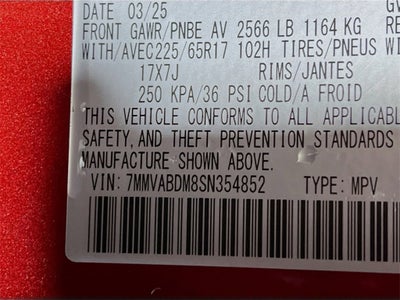 DATE 03/25 GV
FRONT GAWR/PNBE AV 2566 LB 1164 KG RE
WITH/AVEC225/65R17 102H TIRES/PNEUS W
17X7J RIMS/JANTES
250 KPA/36 PSI COLD/A FROID
THIS VEHICLE CONFORMS TO ALL APPLICABL
SAFETY, AND THEFT PREVENTION STANDARDS
MANUFACTURE SHOWN ABOVE.
VIN: 7MMVABDM8SN354852 TYPE: MPV